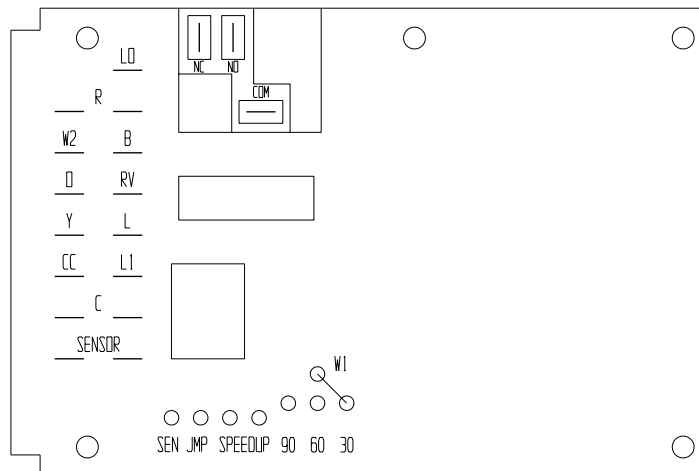 LO
NC NO
R
COM
W2 B
O RV
Y L
CC L1
C
SENSOR
W1
SEN JMP SPEEDUP 90 60 30